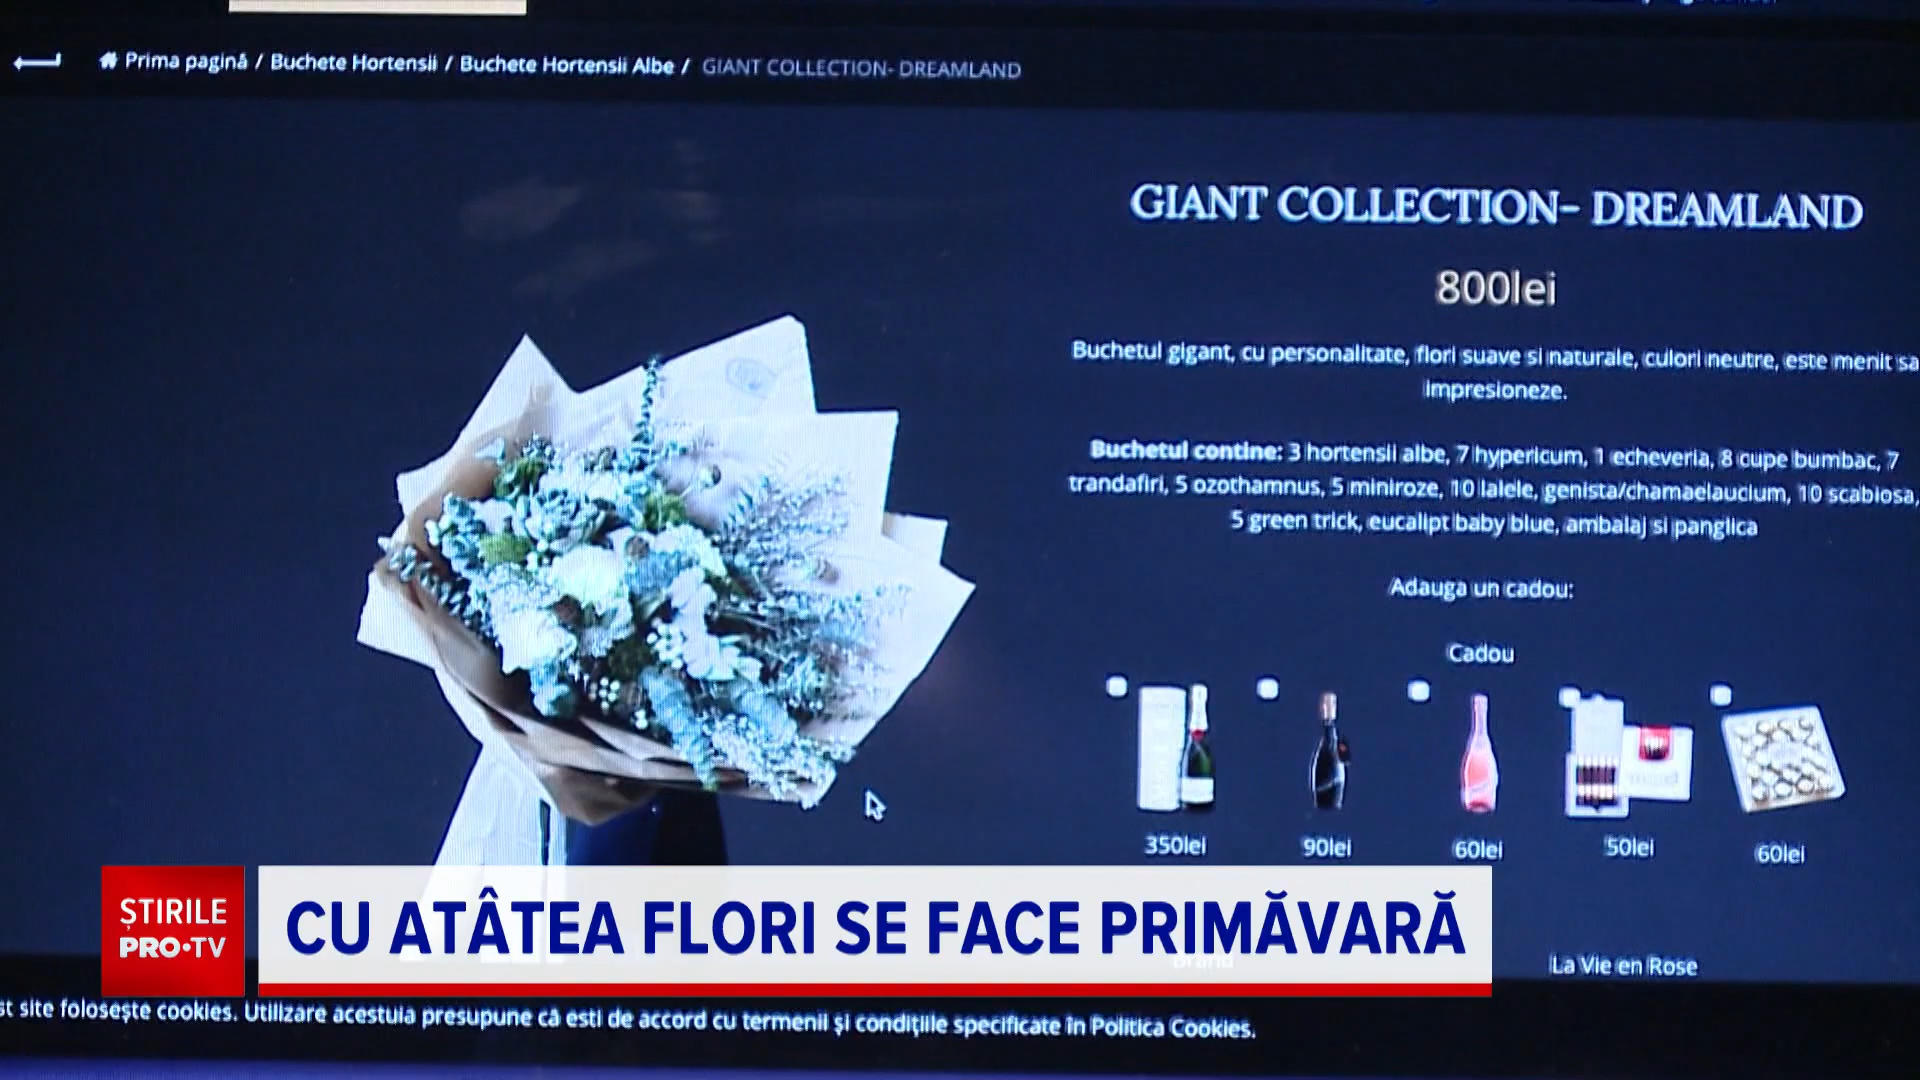 Prima pagină / Buchete Hortensii / Buchete Hortensii Albe / GIANT COLLECTION- DREAMLAND
GIANT COLLECTION- DREAMLAND
800lei
Buchetul gigant, cu personalitate, flori suave si naturale, culori neutre, este menit sa
impresioneze.
Buchetul contine: 3 hortensii albe, 7 hypericum, 1 echeveria, 8 cupe bumbac, 7
trandafiri, 5 ozothamnus, 5 miniroze, 10 lalele, genista/chamaelaucium, 10 scabiosa,
5 green trick, eucalipt baby blue, ambalaj si panglica
Adauga un cadou:
Cadou
350lei 90lei 60lei 50lei 60lei
ȘTIRILE
PRO•TV
CU ATÂTEA FLORI SE FACE PRIMĂVARĂ
Brand
La Vie en Rose
st site folosește cookies. Utilizare acestuia presupune că esti de accord cu termenii și condițiile specificate în Politica Cookies.